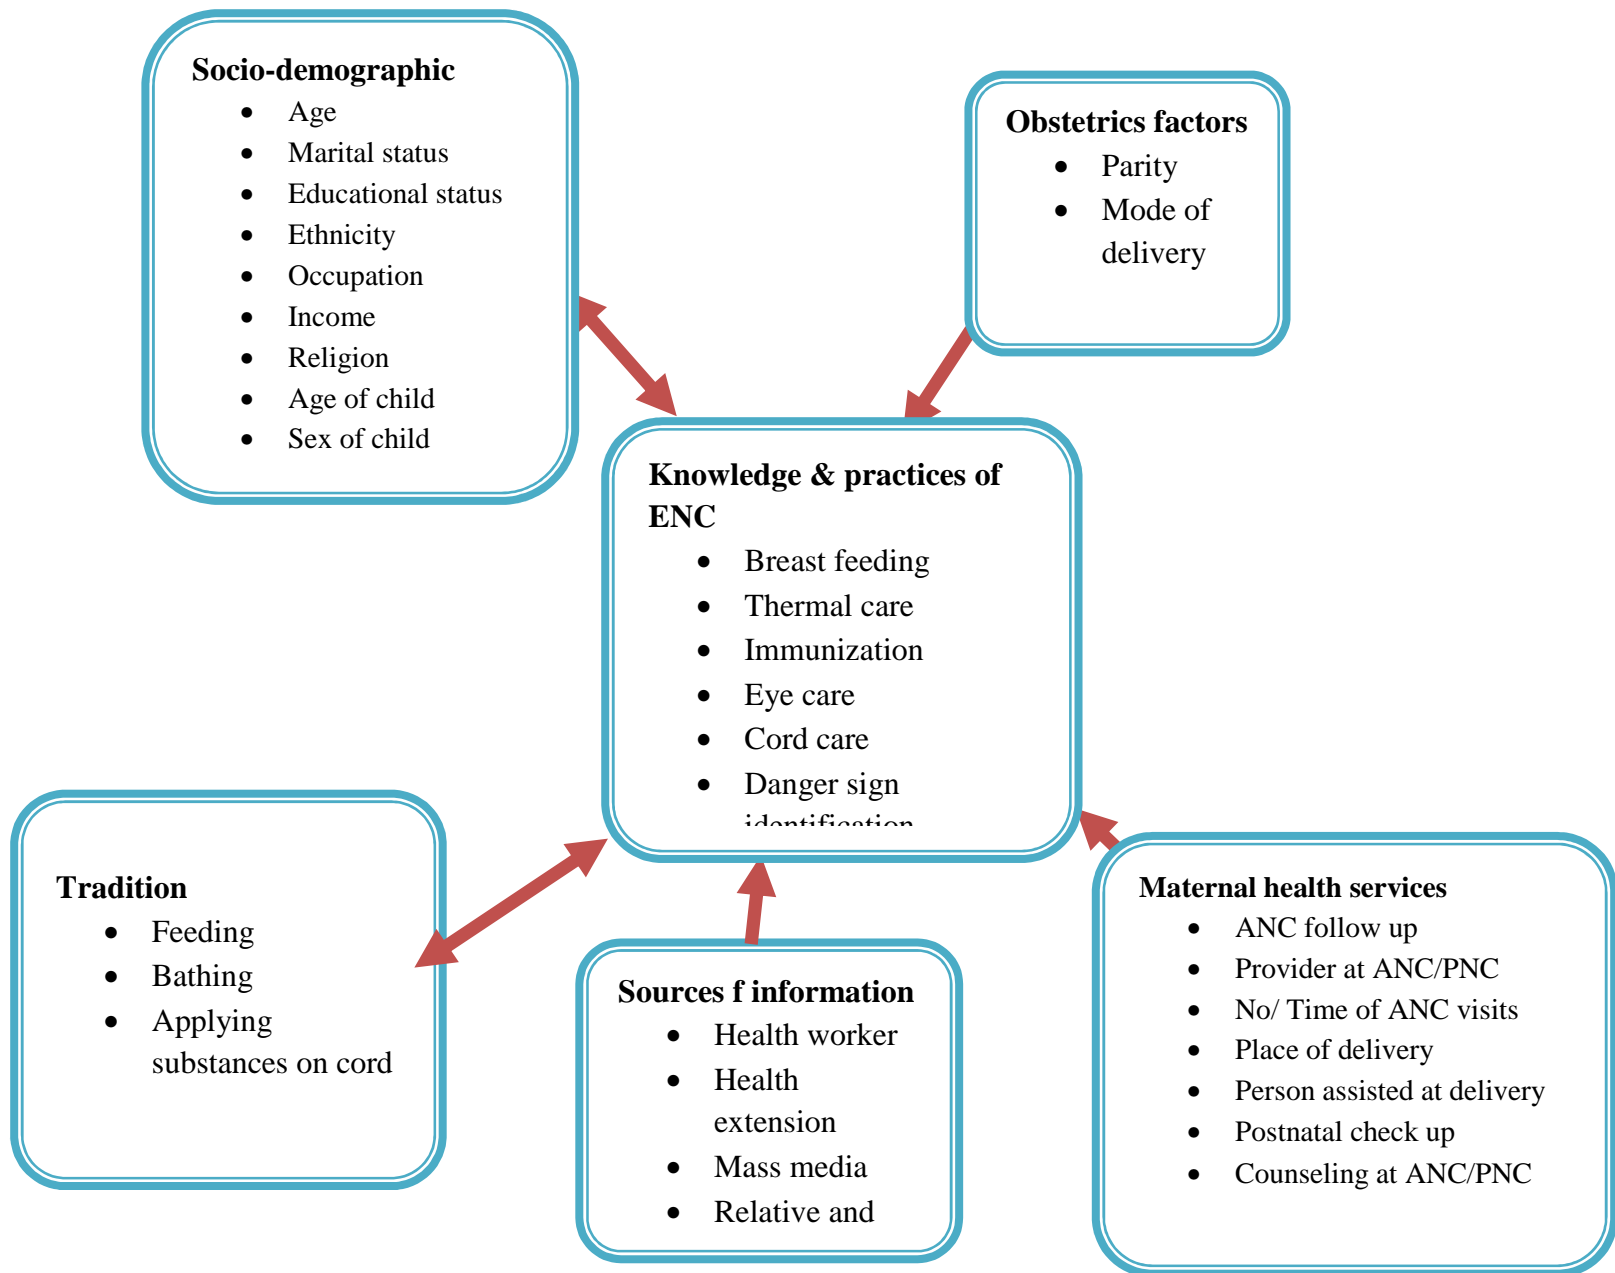 Socio-demographic
• Age
• Marital status
• Educational status
• Ethnicity
• Occupation
• Income
• Religion
• Age of child
• Sex of child
Obstetrics factors
• Parity
• Mode of
delivery
Knowledge & practices of
ENC
• Breast feeding
• Thermal care
• Immunization
• Eye care
• Cord care
• Danger sign
identification
Tradition
• Feeding
• Bathing
• Applying
substances on cord
Sources f information
• Health worker
• Health
extension
• Mass media
• Relative and
Maternal health services
• ANC follow up
• Provider at ANC/PNC
• No/ Time of ANC visits
• Place of delivery
• Person assisted at delivery
• Postnatal check up
• Counseling at ANC/PNC